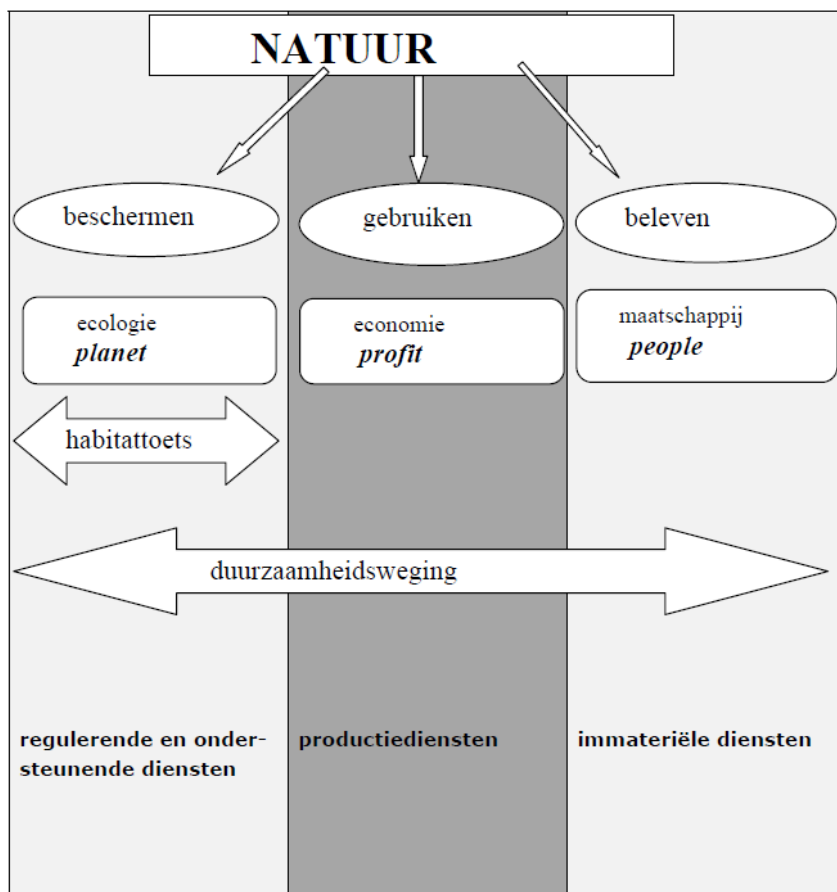 NATUUR
beschermen
gebruiken
beleven
ecologie
planet
economie
profit
maatschappij
people
habitattoets
duurzaamheidsweging
regulerende en onder-
steunende diensten
productiediensten
immateriële diensten